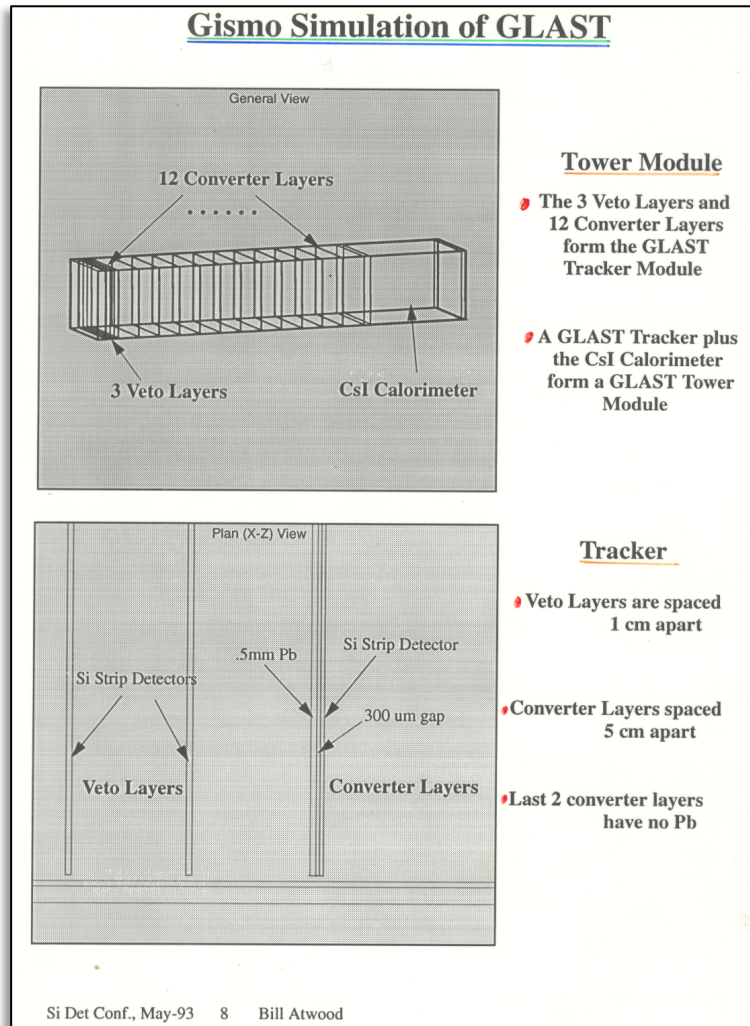 Gismo Simulation of GLAST
General View
12 Converter Layers
. . . . . .
3 Veto Layers
CsI Calorimeter
Tower Module
The 3 Veto Layers and
12 Converter Layers
form the GLAST
Tracker Module
A GLAST Tracker plus
the CsI Calorimeter
form a GLAST Tower
Module
Plan (X-Z) View
.5mm Pb
Si Strip Detector
Si Strip Detectors
300 um gap
Veto Layers
Converter Layers
Tracker
Veto Layers are spaced
1 cm apart
Converter Layers spaced
5 cm apart
Last 2 converter layers
have no Pb
Si Det Conf., May-93 8 Bill Atwood